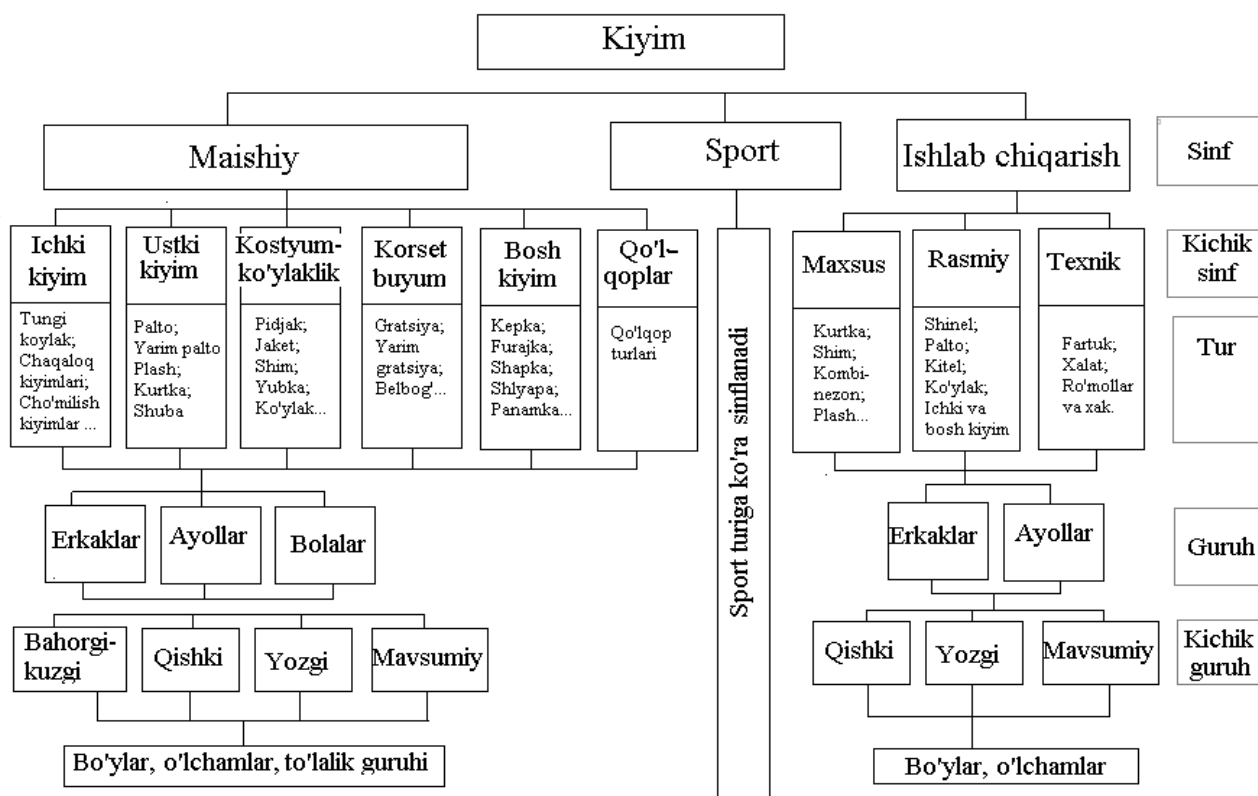 Kiyim
Maishiy
Sport
Ishlab chiqarish
Sinf
Ichki
kiyim
Ustki
kiyim
Kostyum-
ko'ylaklik
Korset
buyum
Bosh
kiyim
Qo'l-
qoplar
Maxsus
Rasmiy
Texnik
Kichik
sinf
Tungi
koylak;
Chaqaloq
kiyimlari;
Cho'milish
kiyimlar ...
Palto;
Yarim palto
Plash;
Kurtka;
Shuba
Pidjak;
Jaket;
Shim;
Yubka;
Ko'ylak...
Gratsiya;
Yarim
gratsiya;
Belbog'...
Kepka;
Furajka;
Shapka;
Shlyapa;
Panamka...
Qo'lqop
turlari
Sport turiga ko'ra sinflanadi
Kurtka;
Shim;
Kombi-
nezon;
Plash...
Shinel;
Palto;
Kitel;
Ko'ylak;
Ichki va
bosh kiyim
Fartuk;
Xalat;
Ro'mollar
va xak.
Tur
Erkaklar
Ayollar
Bolalar
Erkaklar
Ayollar
Guruh
Bahorgi-
kuzgi
Qishki
Yozgi
Mavsumiy
Qishki
Yozgi
Mavsumiy
Kichik
guruh
Bo'ylar, o'lchamlar, to'lalik guruhi
Bo'ylar, o'lchamlar